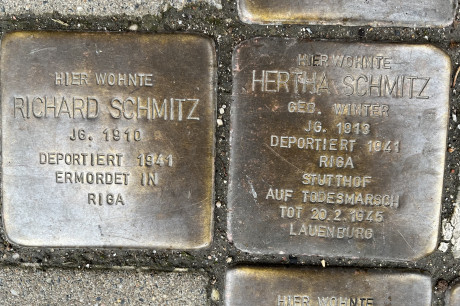 HIER WOHNTE
RICHARD SCHMITZ
JG. 1910
DEPORTIERT 1941
ERMORDET IN
RIGA
HIER WOHNTE
HERTHA SCHMITZ
GEB. WINTER
JG. 1913
DEPORTIERT 1941
RIGA
STUTTHOF
AUF TODESMARSCH
TOT 20.2.1945
LAUENBURG
HIER WOHNTE